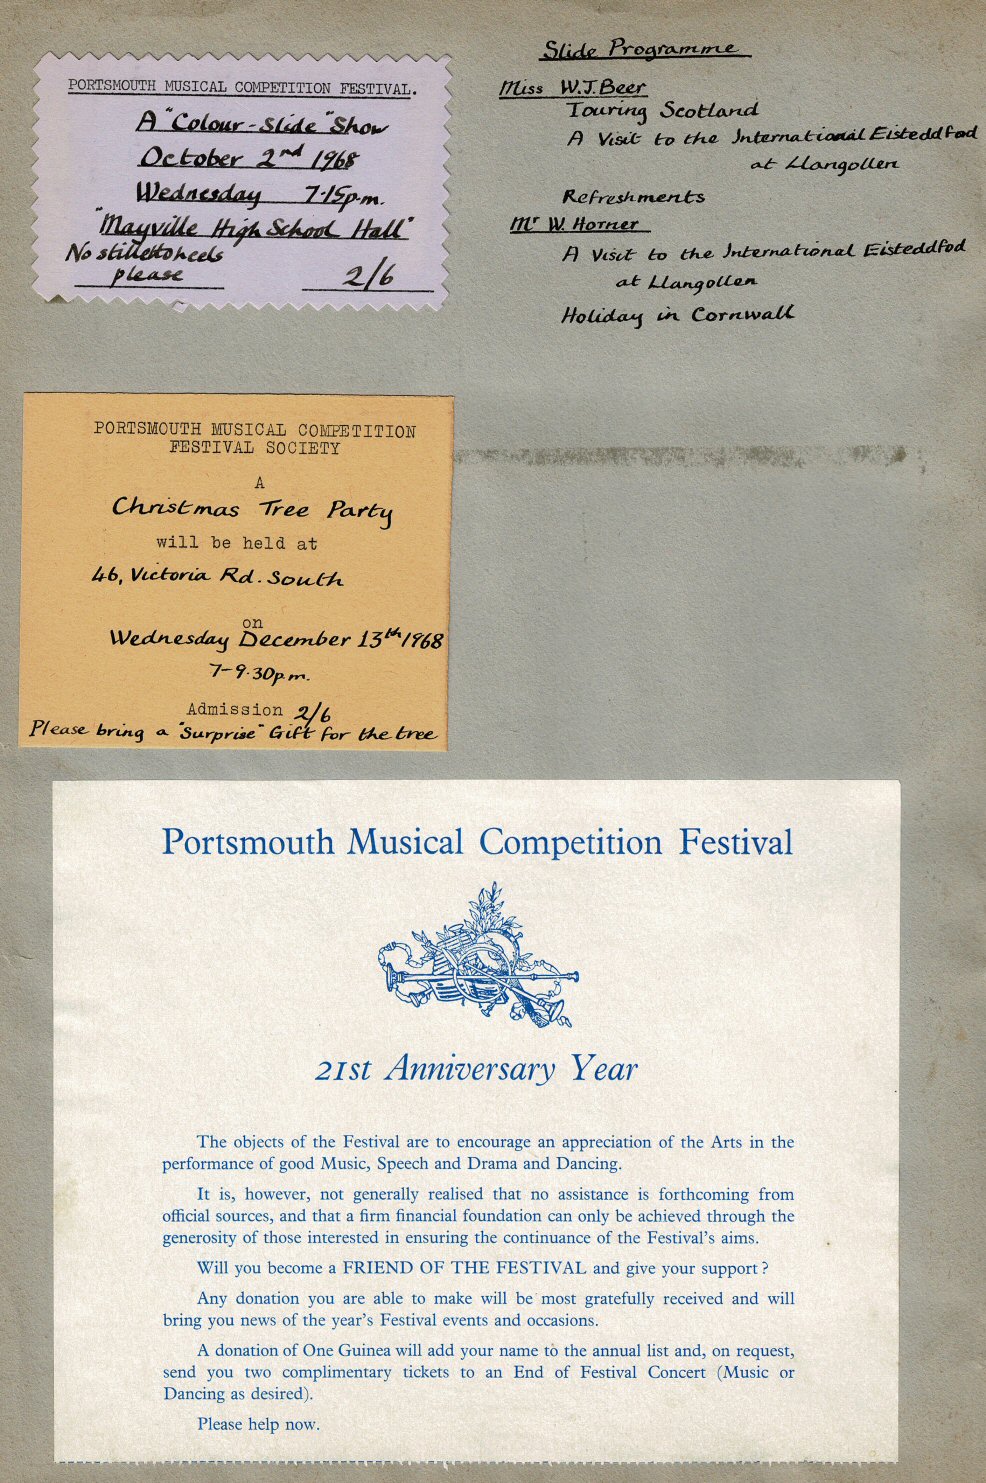 PORTSMOUTH MUSICAL COMPETITION FESTIVAL.
A "Colour-Slide" Show
October 2nd 1968
Wednesday 7·15p.m.
"Mayville High School Hall"
No stilletto heels
please
2/6
Slide Programme
Miss W.J.Beer
Touring Scotland
A Visit to the International Eisteddfod
at Llangollen
Refreshments
Mr W. Horner
A Visit to the International Eisteddfod
at Llangollen
Holiday in Cornwall
PORTSMOUTH MUSICAL COMPETITION
FESTIVAL SOCIETY
A
Christmas Tree Party
will be held at
46, Victoria Rd. South
on
Wednesday December 13th 1968
7-9·30p.m.
Admission 2/6
Please bring a "Surprise" Gift for the tree
Portsmouth Musical Competition Festival
21st Anniversary Year
The objects of the Festival are to encourage an appreciation of the Arts in the
performance of good Music, Speech and Drama and Dancing.
It is, however, not generally realised that no assistance is forthcoming from
official sources, and that a firm financial foundation can only be achieved through the
generosity of those interested in ensuring the continuance of the Festival's aims.
Will you become a FRIEND OF THE FESTIVAL and give your support?
Any donation you are able to make will be most gratefully received and will
bring you news of the year's Festival events and occasions.
A donation of One Guinea will add your name to the annual list and, on request,
send you two complimentary tickets to an End of Festival Concert (Music or
Dancing as desired).
Please help now.